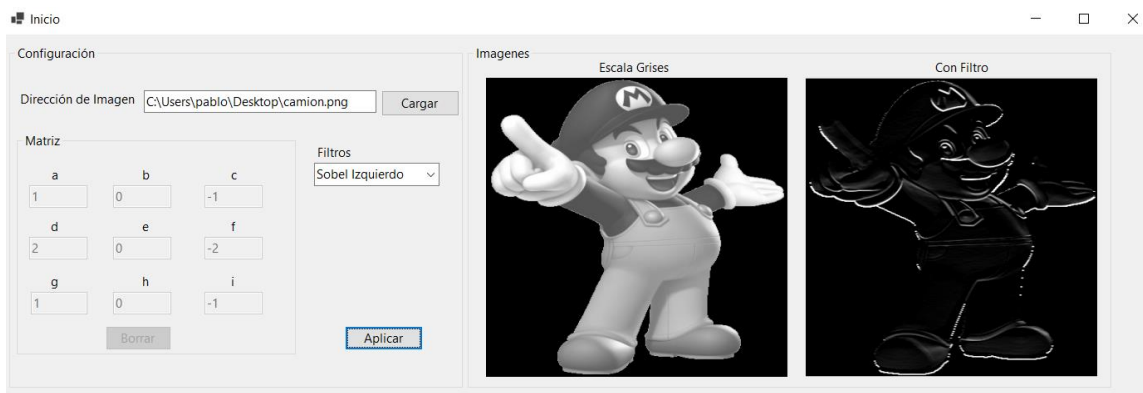 Inicio
Configuración
Dirección de Imagen C:\Users\pablo\Desktop\camion.png Cargar
Matriz
a b c
1 0 -1
d e f
2 0 -2
g h i
1 0 -1
Borrar
Filtros
Sobel Izquierdo
Aplicar
Imagenes
Escala Grises Con Filtro
M
M